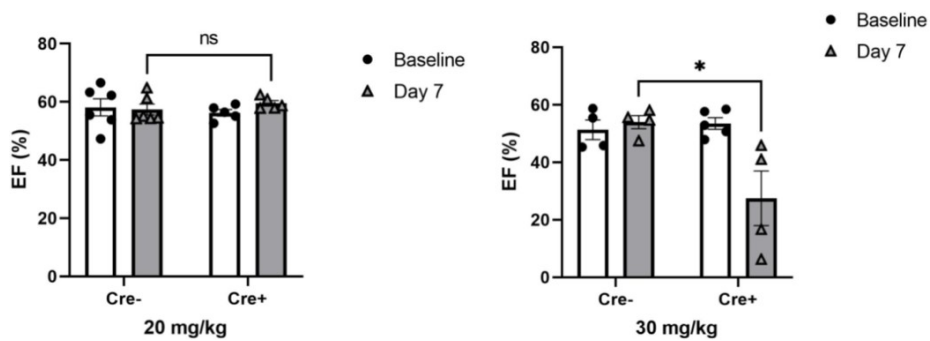 ns
Baseline
Day 7
80
60
40
20
0
EF (%)
Cre-
Cre+
20 mg/kg
*
Baseline
Day 7
80
60
40
20
0
EF (%)
Cre-
Cre+
30 mg/kg